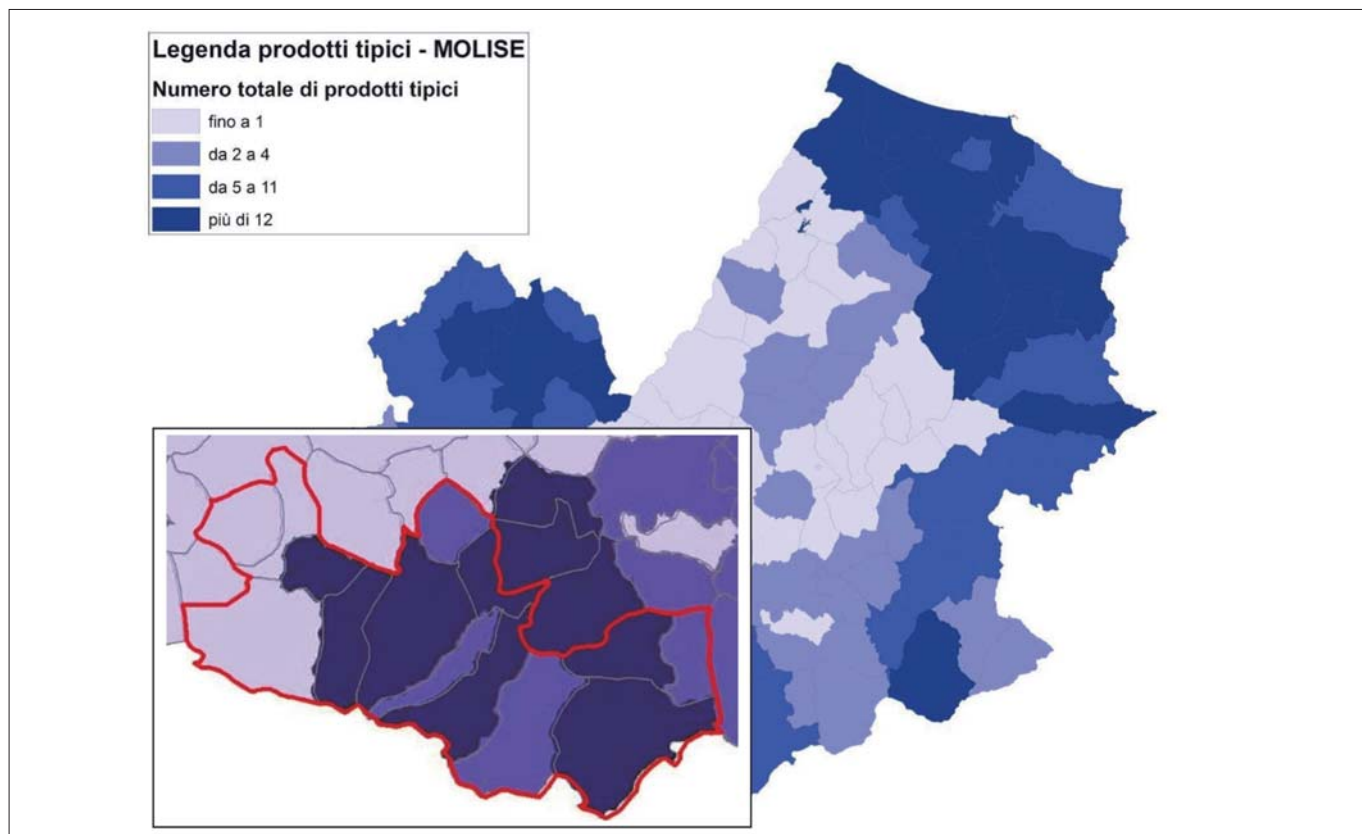 Legenda prodotti tipici - MOLISE
Numero totale di prodotti tipici
fino a 1
da 2 a 4
da 5 a 11
più di 12